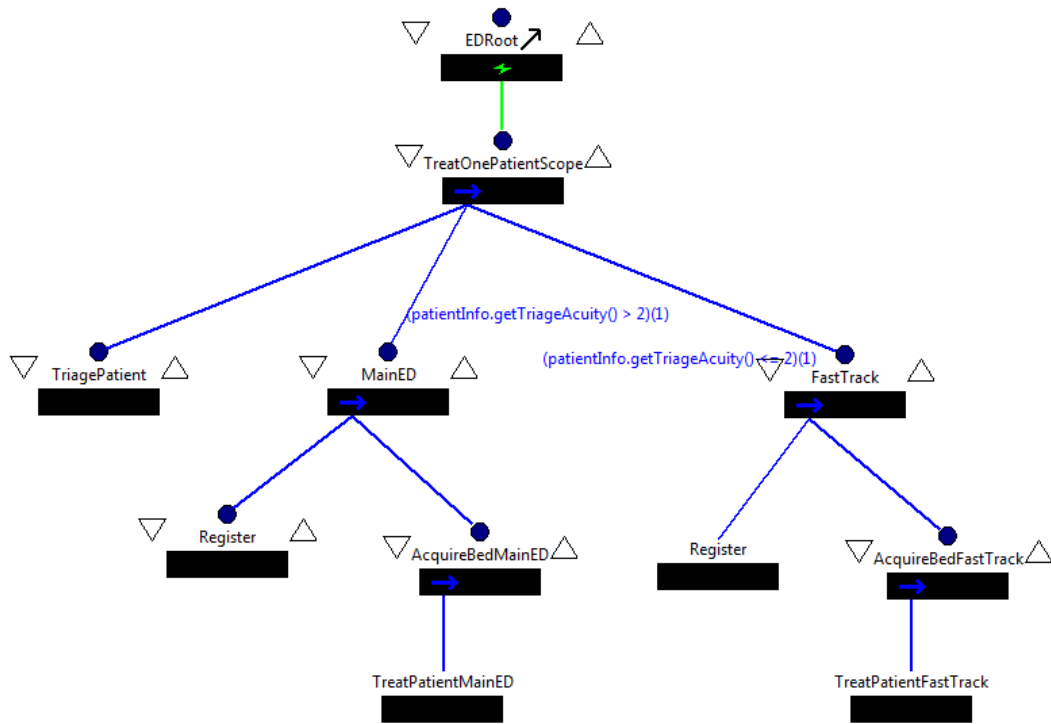 EDRoot
TreatOnePatientScope
(patientInfo.getTriageAcuity() > 2)(1)
(patientInfo.getTriageAcuity() <= 2)(1)
TriagePatient
MainED
FastTrack
Register
AcquireBedMainED
Register
AcquireBedFastTrack
TreatPatientMainED
TreatPatientFastTrack